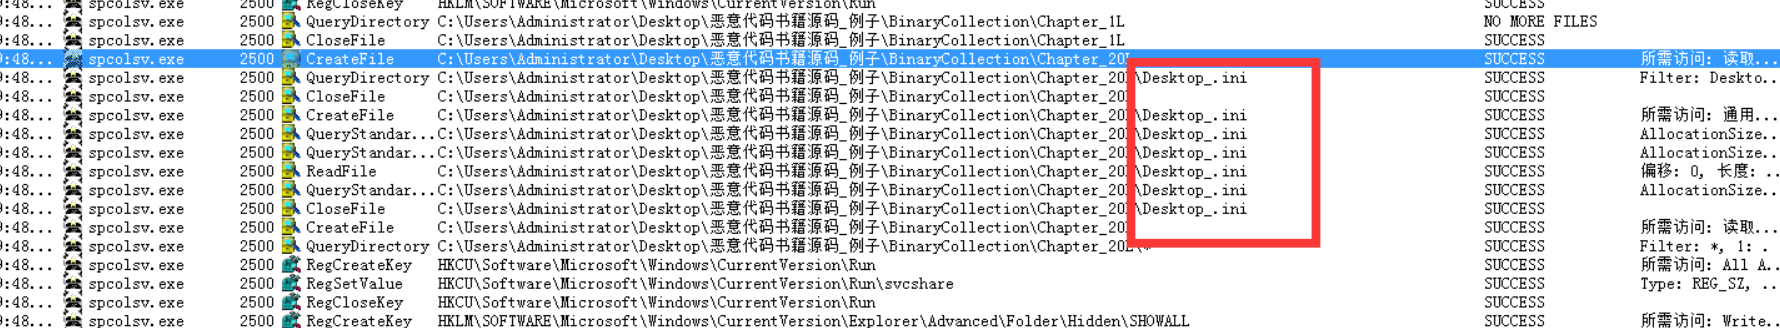 9:48... spcolsv.exe 2500 RegCloseKey HKLM\SOFTWARE\Microsoft\Windows\CurrentVersion\Run SUCCESS
9:48... spcolsv.exe 2500 QueryDirectory C:\Users\Administrator\Desktop\恶意代码书籍源码_例子\BinaryCollection\Chapter_1L NO MORE FILES
9:48... spcolsv.exe 2500 CloseFile C:\Users\Administrator\Desktop\恶意代码书籍源码_例子\BinaryCollection\Chapter_1L SUCCESS
9:48... spcolsv.exe 2500 CreateFile C:\Users\Administrator\Desktop\恶意代码书籍源码_例子\BinaryCollection\Chapter_20L SUCCESS 所需访问: 读取...
9:48... spcolsv.exe 2500 QueryDirectory C:\Users\Administrator\Desktop\恶意代码书籍源码_例子\BinaryCollection\Chapter_20L\Desktop_.ini SUCCESS Filter: Deskto...
9:48... spcolsv.exe 2500 CloseFile C:\Users\Administrator\Desktop\恶意代码书籍源码_例子\BinaryCollection\Chapter_20L SUCCESS
9:48... spcolsv.exe 2500 CreateFile C:\Users\Administrator\Desktop\恶意代码书籍源码_例子\BinaryCollection\Chapter_20L\Desktop_.ini SUCCESS 所需访问: 通用...
9:48... spcolsv.exe 2500 QueryStandar...C:\Users\Administrator\Desktop\恶意代码书籍源码_例子\BinaryCollection\Chapter_20L\Desktop_.ini SUCCESS AllocationSize...
9:48... spcolsv.exe 2500 QueryStandar...C:\Users\Administrator\Desktop\恶意代码书籍源码_例子\BinaryCollection\Chapter_20L\Desktop_.ini SUCCESS AllocationSize...
9:48... spcolsv.exe 2500 ReadFile C:\Users\Administrator\Desktop\恶意代码书籍源码_例子\BinaryCollection\Chapter_20L\Desktop_.ini SUCCESS 偏移: 0, 长度: ...
9:48... spcolsv.exe 2500 QueryStandar...C:\Users\Administrator\Desktop\恶意代码书籍源码_例子\BinaryCollection\Chapter_20L\Desktop_.ini SUCCESS AllocationSize...
9:48... spcolsv.exe 2500 CloseFile C:\Users\Administrator\Desktop\恶意代码书籍源码_例子\BinaryCollection\Chapter_20L\Desktop_.ini SUCCESS
9:48... spcolsv.exe 2500 CreateFile C:\Users\Administrator\Desktop\恶意代码书籍源码_例子\BinaryCollection\Chapter_20L SUCCESS 所需访问: 读取...
9:48... spcolsv.exe 2500 QueryDirectory C:\Users\Administrator\Desktop\恶意代码书籍源码_例子\BinaryCollection\Chapter_20L\* SUCCESS Filter: *, 1: .
9:48... spcolsv.exe 2500 RegCreateKey HKCU\Software\Microsoft\Windows\CurrentVersion\Run SUCCESS 所需访问: All A...
9:48... spcolsv.exe 2500 RegSetValue HKCU\Software\Microsoft\Windows\CurrentVersion\Run\svcshare SUCCESS Type: REG_SZ, ...
9:48... spcolsv.exe 2500 RegCloseKey HKCU\Software\Microsoft\Windows\CurrentVersion\Run SUCCESS
9:48... spcolsv.exe 2500 RegCreateKey HKLM\SOFTWARE\Microsoft\Windows\CurrentVersion\Explorer\Advanced\Folder\Hidden\SHOWALL SUCCESS 所需访问: Write...